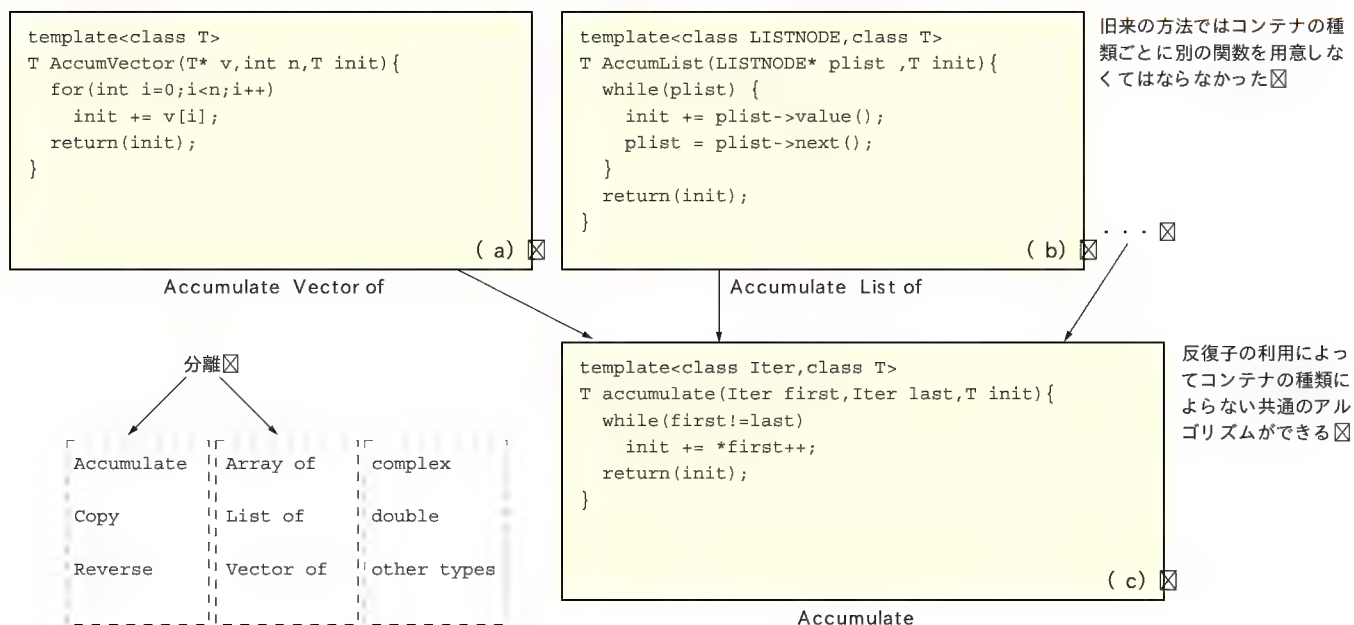 template<class T>
T AccumVector(T* v,int n,T init){
for(int i=0;i<n;i++)
init += v[i];
return(init);
}
(a)
Accumulate Vector of
template<class LISTNODE,class T>
T AccumList(LISTNODE* plist ,T init){
while(plist) {
init += plist->value();
plist = plist->next();
}
return(init);
}
(b)
Accumulate List of
・・・
旧来の方法ではコンテナの種
類ごとに別の関数を用意しな
くてはならなかった
分離
Accumulate
Copy
Reverse
Array of
List of
Vector of
complex
double
other types
template<class Iter,class T>
T accumulate(Iter first,Iter last,T init){
while(first!=last)
init += *first++;
return(init);
}
(c)
Accumulate
反復子の利用によっ
てコンテナの種類に
よらない共通のアル
ゴリズムができる